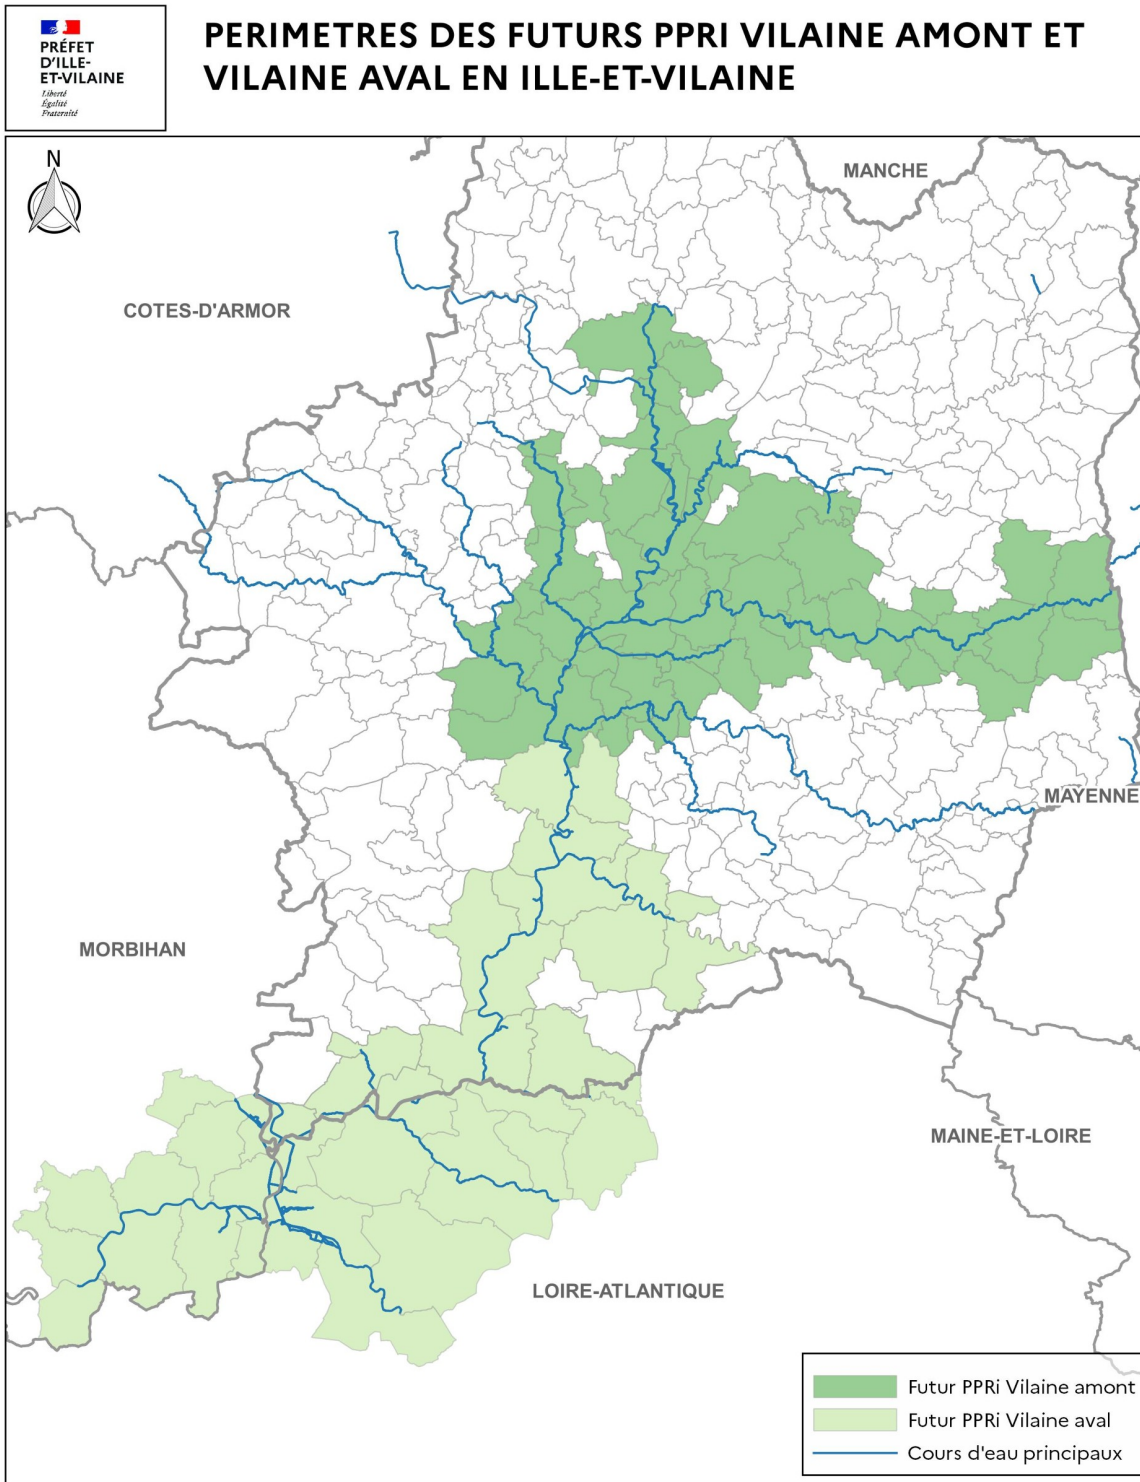 PRÉFET
D'ILLE-
ET-VILAINE
Liberté
Égalité
Fraternité
PERIMETRES DES FUTURS PPRI VILAINE AMONT ET
VILAINE AVAL EN ILLE-ET-VILAINE
N
MANCHE
COTES-D'ARMOR
MAYENNE
MORBIHAN
MAINE-ET-LOIRE
LOIRE-ATLANTIQUE
Futur PPRi Vilaine amont
Futur PPRi Vilaine aval
Cours d'eau principaux